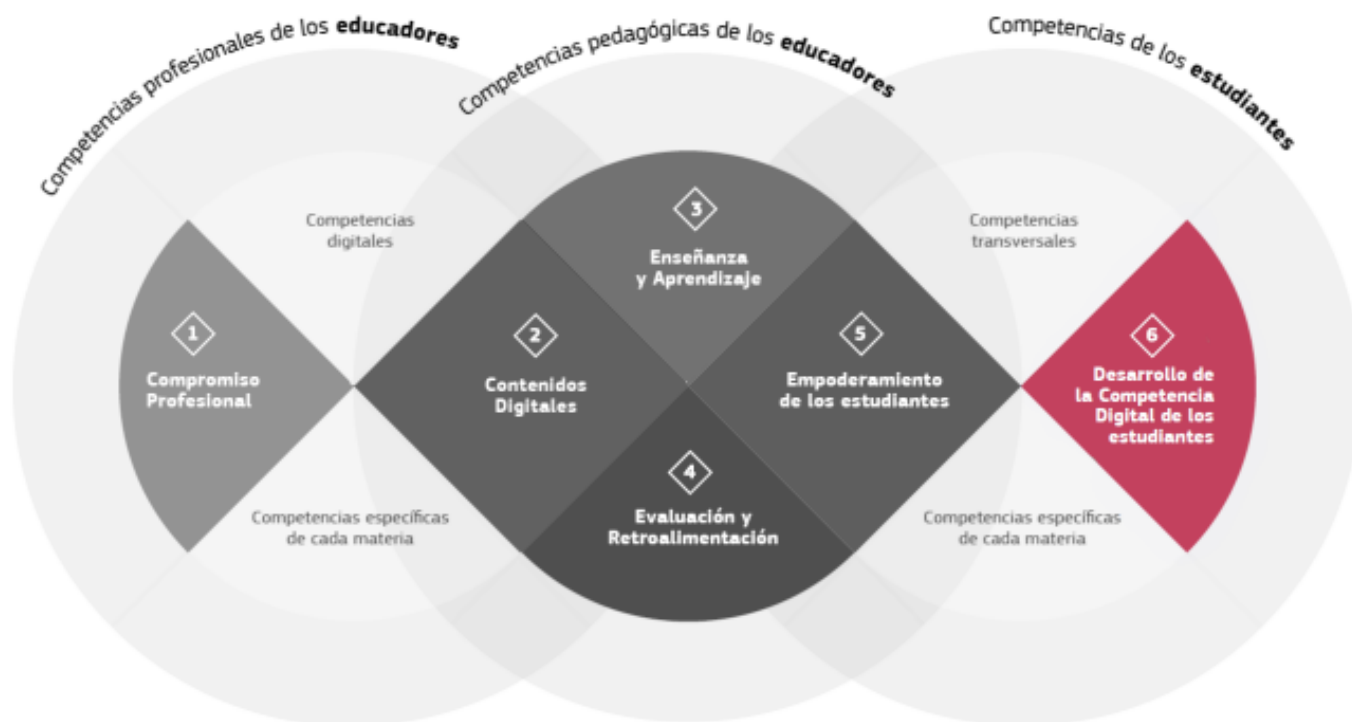 Competencias profesionales de los educadores
Competencias pedagógicas de los educadores
Competencias de los estudiantes
Competencias
digitales
3
Enseñanza
y Aprendizaje
Competencias
transversales
1
Compromiso
Profesional
2
Contenidos
Digitales
5
Empoderamiento
de los estudiantes
6
Desarrollo de
la Competencia
Digital de los
estudiantes
Competencias específicas
de cada materia
4
Evaluación y
Retroalimentación
Competencias específicas
de cada materia